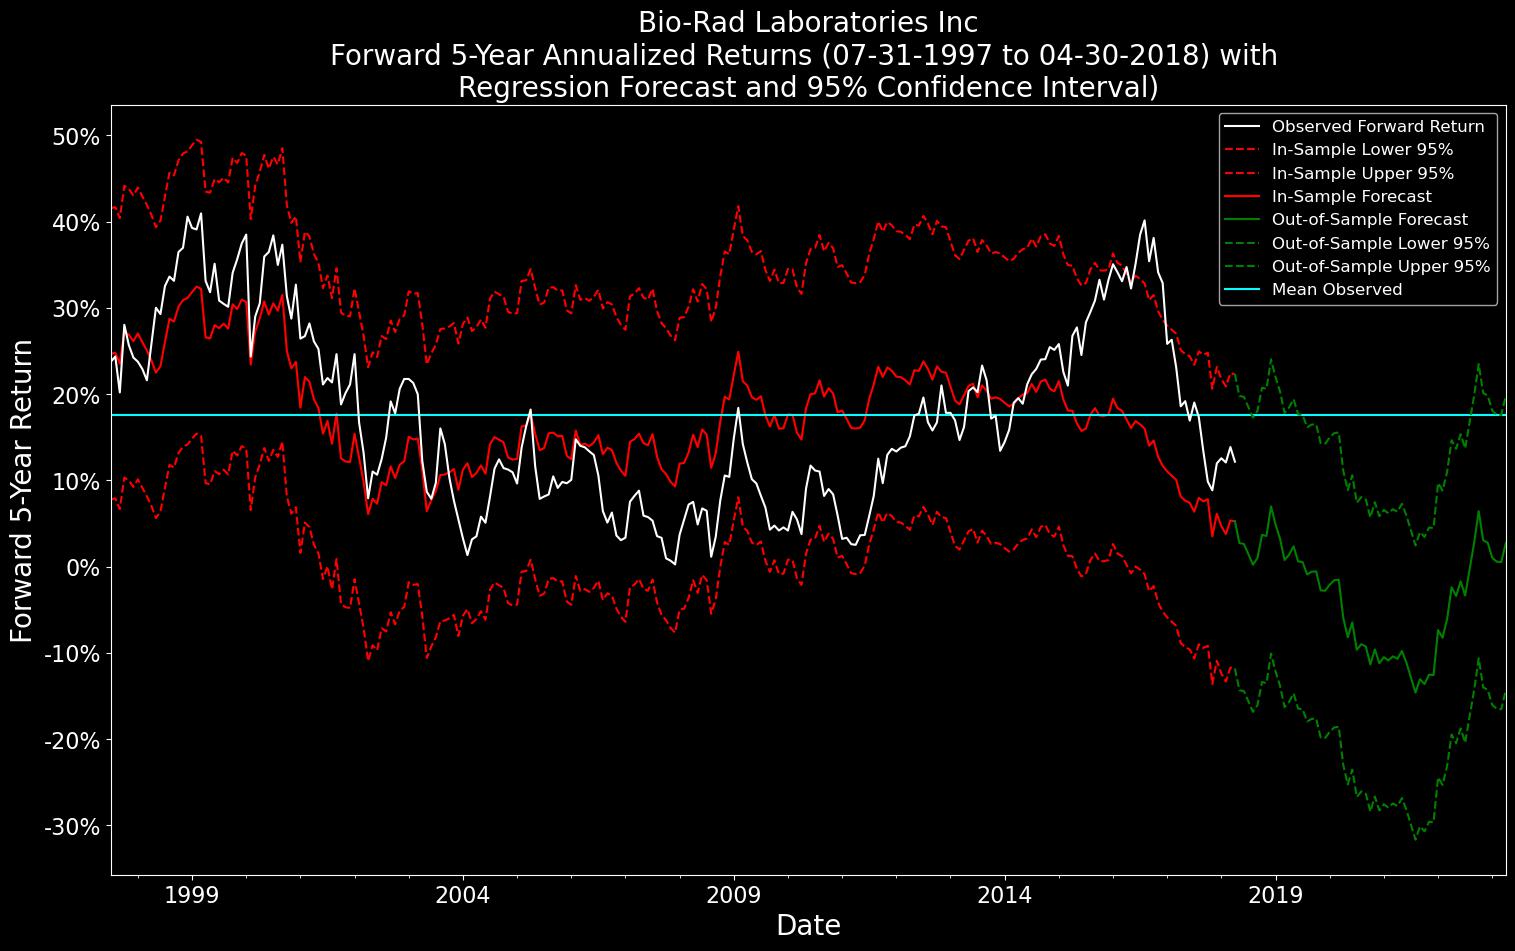 Bio-Rad Laboratories Inc
Forward 5-Year Annualized Returns (07-31-1997 to 04-30-2018) with
Regression Forecast and 95% Confidence Interval)
Observed Forward Return
In-Sample Lower 95%
In-Sample Upper 95%
In-Sample Forecast
Out-of-Sample Forecast
Out-of-Sample Lower 95%
Out-of-Sample Upper 95%
Mean Observed
Forward 5-Year Return
50%
40%
30%
20%
10%
0%
-10%
-20%
-30%
1999
2004
2009
2014
2019
Date